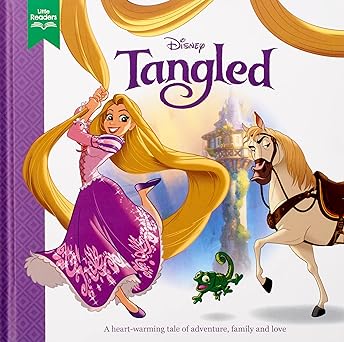 Little
Readers
Disney
Tangled
A heart-warming tale of adventure, family and love